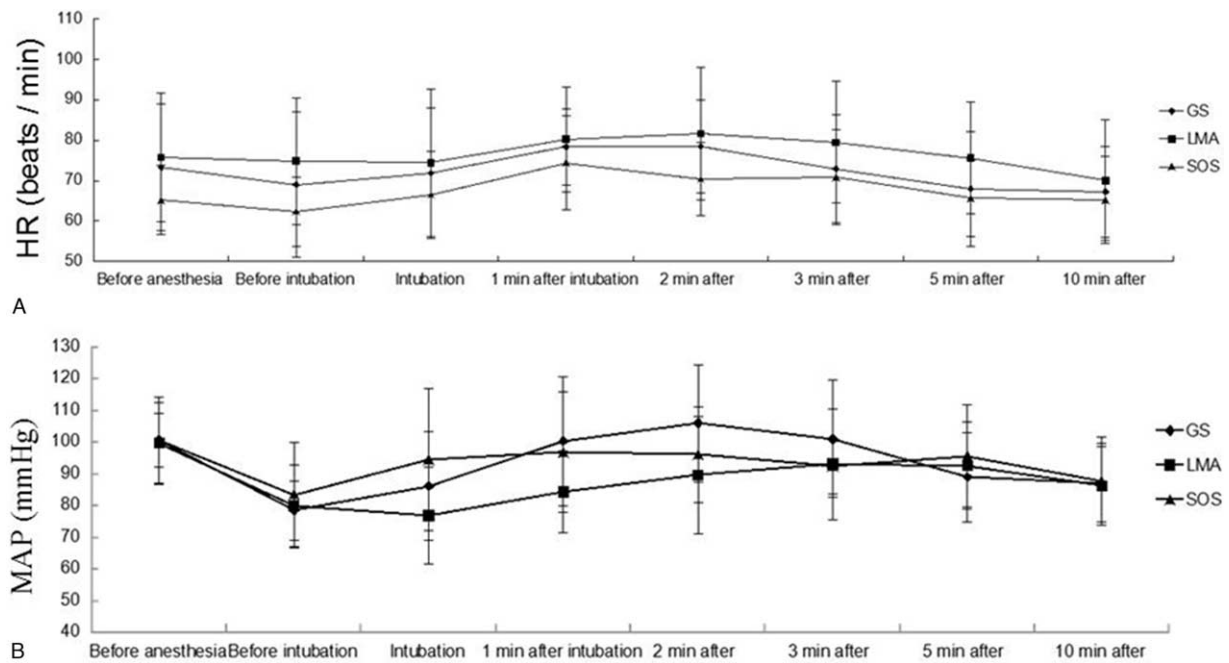 110
100
90
80
70
60
50
HR (beats / min)
GS
LMA
SOS
Before anesthesia Before intubation Intubation 1 min after intubation 2 min after 3 min after 5 min after 10 min after
A
130
120
110
100
90
80
70
60
50
40
MAP (mmHg)
GS
LMA
SOS
Before anesthesia Before intubation Intubation 1 min after intubation 2 min after 3 min after 5 min after 10 min after
B